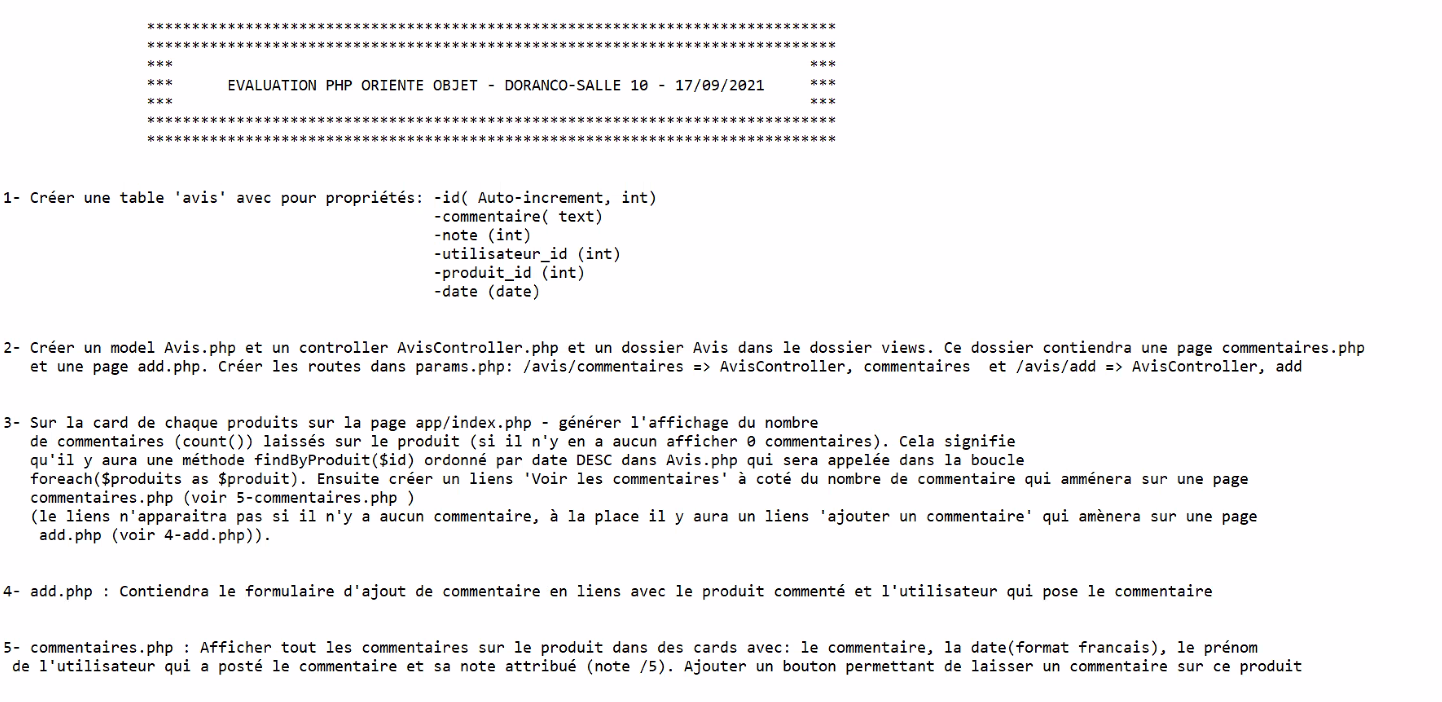 *****************************************************************************
*****************************************************************************
*** ***
*** EVALUATION PHP ORIENTE OBJET - DORANCO-SALLE 10 - 17/09/2021 ***
*** ***
*****************************************************************************
*****************************************************************************
1- Créer une table 'avis' avec pour propriétés: -id( Auto-increment, int)
-commentaire( text)
-note (int)
-utilisateur_id (int)
-produit_id (int)
-date (date)
2- Créer un model Avis.php et un controller AvisController.php et un dossier Avis dans le dossier views. Ce dossier contiendra une page commentaires.php
et une page add.php. Créer les routes dans params.php: /avis/commentaires => AvisController, commentaires  et /avis/add => AvisController, add
3- Sur la card de chaque produits sur la page app/index.php - générer l'affichage du nombre
de commentaires (count()) laissés sur le produit (si il n'y en a aucun afficher 0 commentaires). Cela signifie
qu'il y aura une méthode findByProduit($id) ordonné par date DESC dans Avis.php qui sera appelée dans la boucle
foreach($produits as $produit). Ensuite créer un liens 'Voir les commentaires' à coté du nombre de commentaire qui amménera sur une page
commentaires.php (voir 5-commentaires.php )
(le liens n'apparaitra pas si il n'y a aucun commentaire, à la place il y aura un liens 'ajouter un commentaire' qui amènera sur une page
add.php (voir 4-add.php)).
4- add.php : Contiendra le formulaire d'ajout de commentaire en liens avec le produit commenté et l'utilisateur qui pose le commentaire
5- commentaires.php : Afficher tout les commentaires sur le produit dans des cards avec: le commentaire, la date(format francais), le prénom
de l'utilisateur qui a posté le commentaire et sa note attribué (note /5). Ajouter un bouton permettant de laisser un commentaire sur ce produit